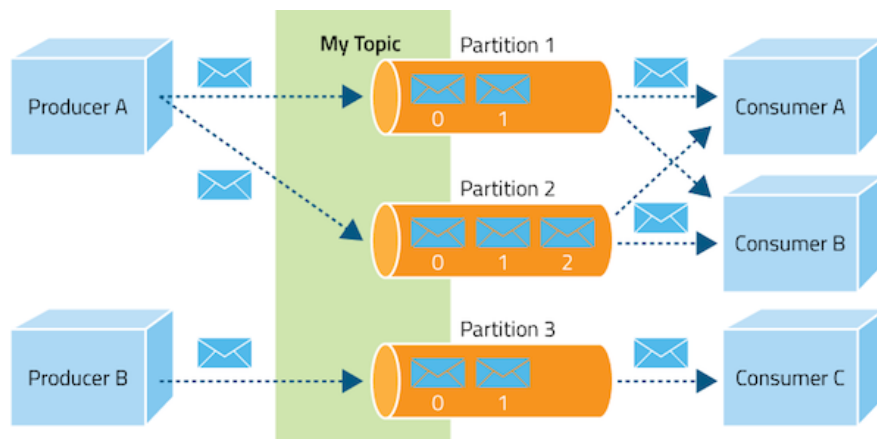 My Topic
Partition 1
Producer A
0 1
Consumer A
Partition 2
0 1 2
Consumer B
Partition 3
Producer B
0 1
Consumer C